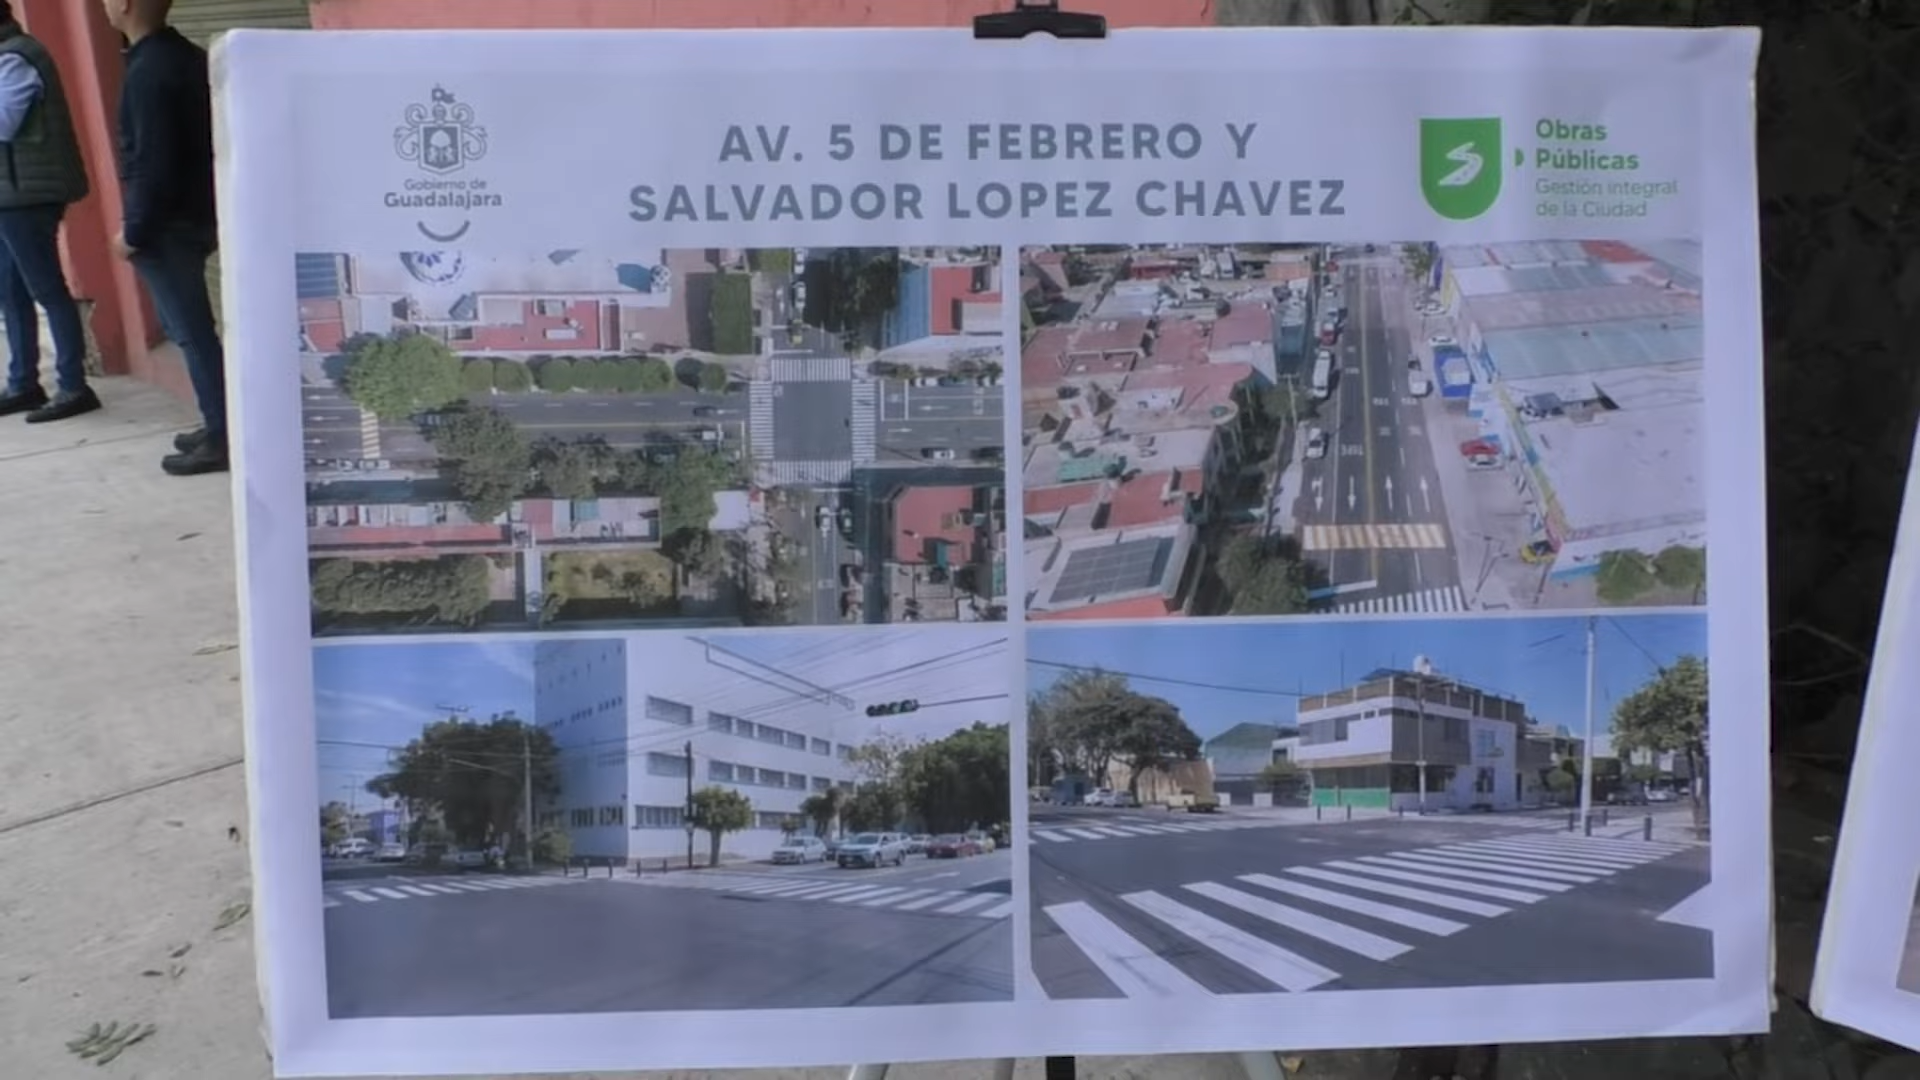 Gobierno de
Guadalajara
AV. 5 DE FEBRERO Y
SALVADOR LOPEZ CHAVEZ
Obras
Públicas
Gestión Integral
de la Ciudad